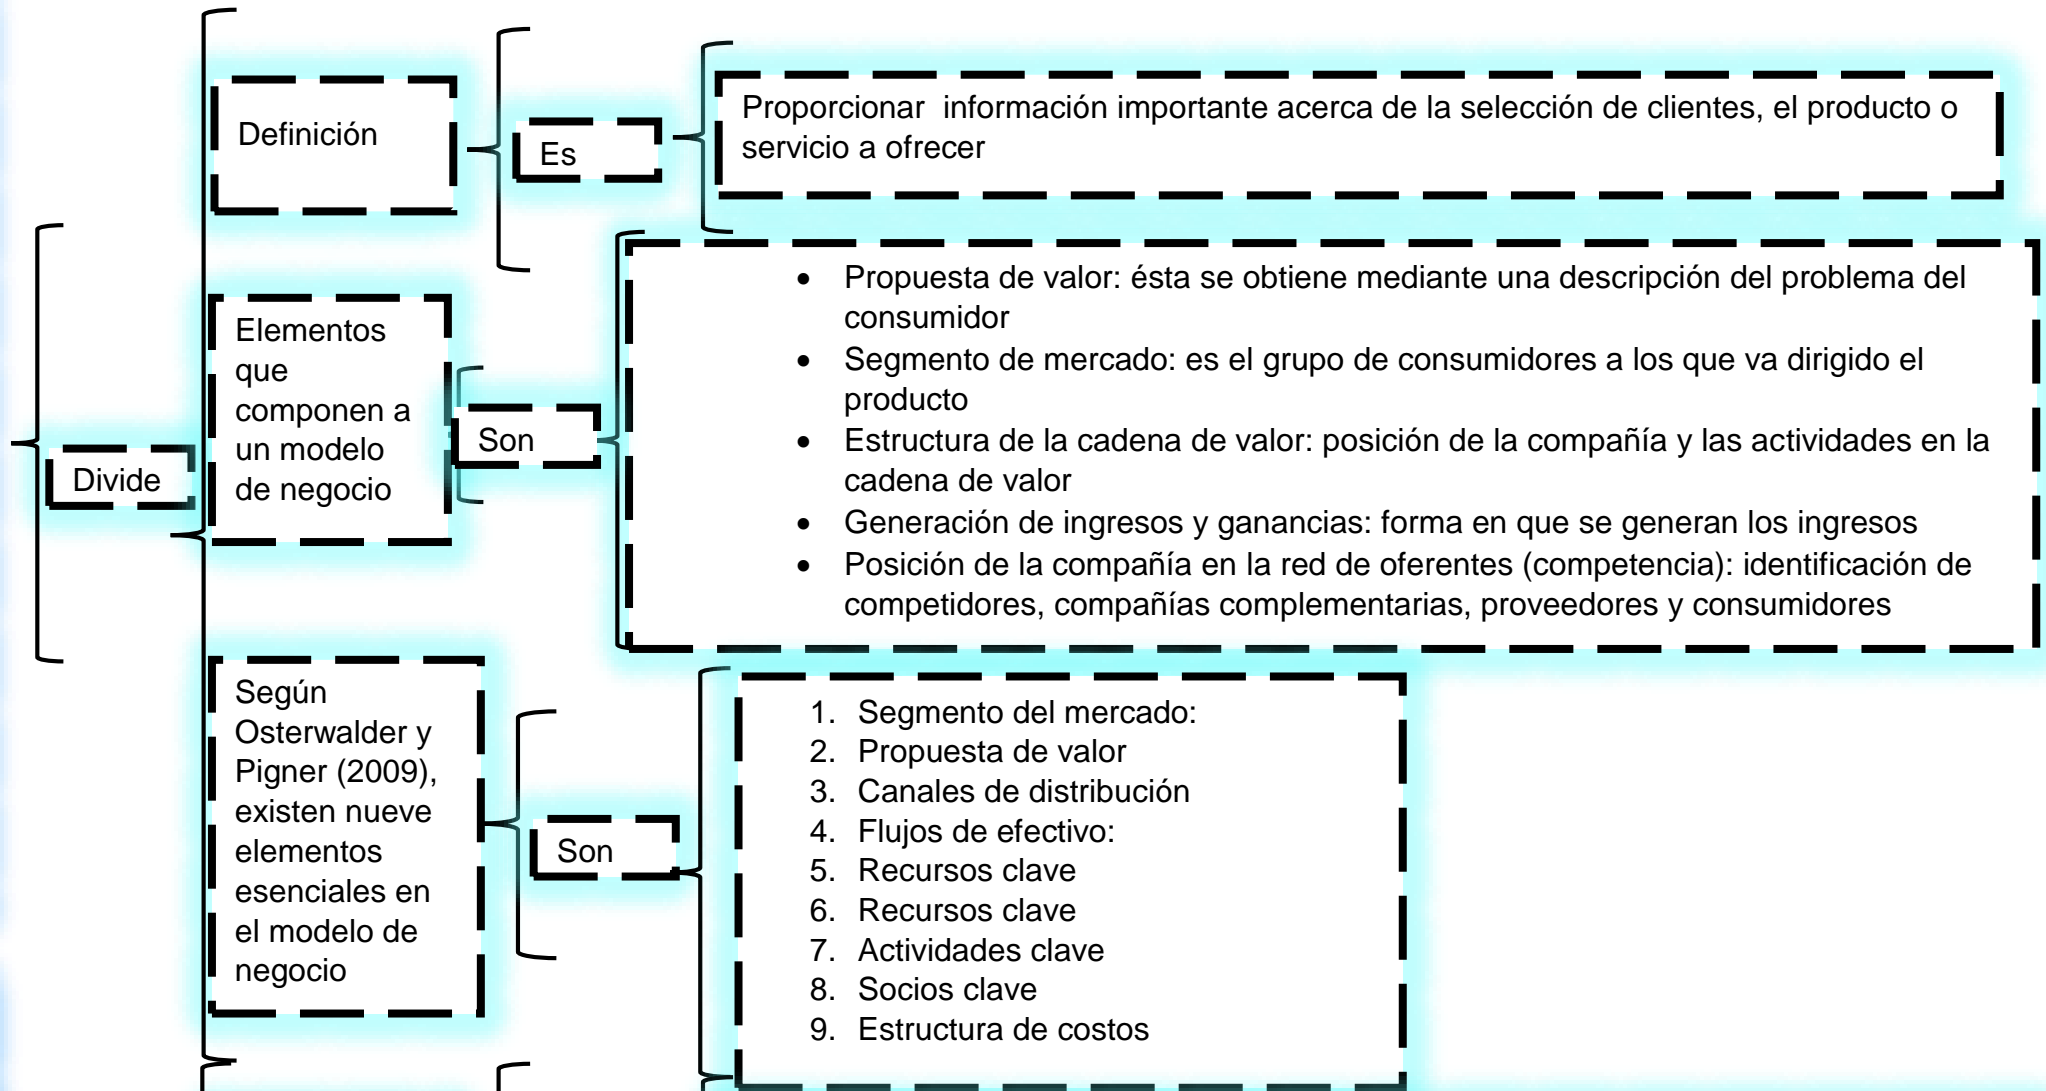 Definición
Es
Proporcionar  información importante acerca de la selección de clientes, el producto o
servicio a ofrecer
Divide
Elementos
que
componen a
un modelo
de negocio
Son
• Propuesta de valor: ésta se obtiene mediante una descripción del problema del
consumidor
• Segmento de mercado: es el grupo de consumidores a los que va dirigido el
producto
• Estructura de la cadena de valor: posición de la compañía y las actividades en la
cadena de valor
• Generación de ingresos y ganancias: forma en que se generan los ingresos
• Posición de la compañía en la red de oferentes (competencia): identificación de
competidores, compañías complementarias, proveedores y consumidores
Según
Osterwalder y
Pigner (2009),
existen nueve
elementos
esenciales en
el modelo de
negocio
Son
1. Segmento del mercado:
2. Propuesta de valor
3. Canales de distribución
4. Flujos de efectivo:
5. Recursos clave
6. Recursos clave
7. Actividades clave
8. Socios clave
9. Estructura de costos